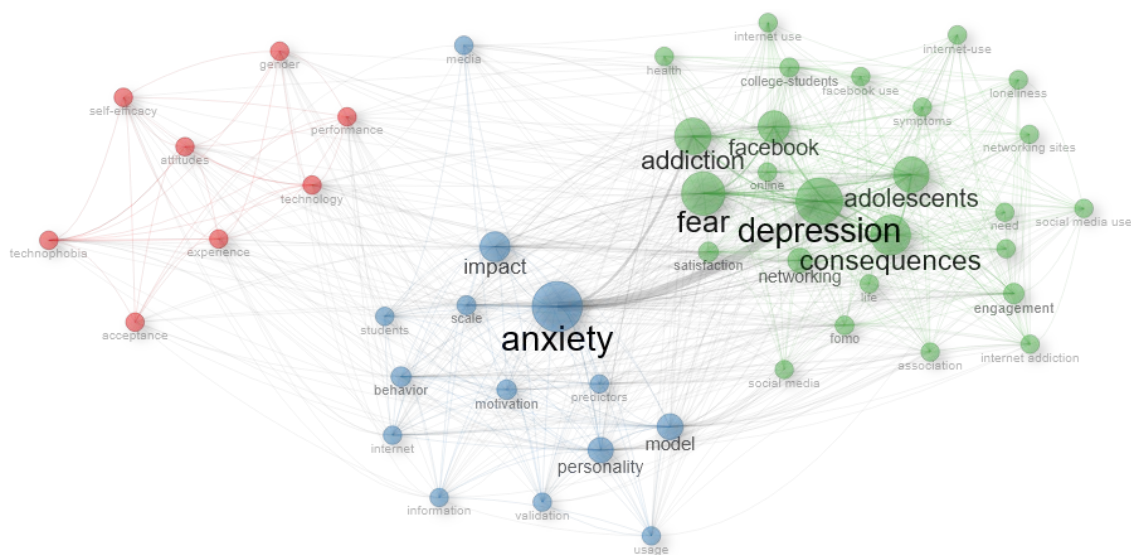 internet use
internet-use
gender
media
health
college-students
facebook use
loneliness
self-efficacy
performance
symptoms
networking sites
attitudes
addiction
facebook
online
technology
adolescents
fear
depression
need
social media use
technophobia
experience
impact
satisfaction
networking
consequences
life
engagement
scale
students
acceptance
anxiety
fomo
association
internet addiction
behavior
motivation
predictors
social media
internet
model
personality
information
validation
usage